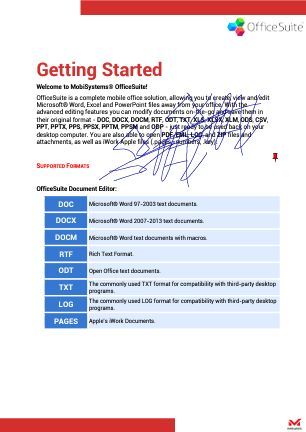 OfficeSuite
Getting Started
Welcome to MobiSystems® OfficeSuite!
OfficeSuite is a complete mobile office solution, allowing you to create, view and edit
Microsoft® Word, Excel and PowerPoint files away from your office. With the
advanced editing features you can modify documents on-the-go and save them in
their original format - DOC, DOCX, DOCM, RTF, ODT, TXT, XLS, XLSX, XLM, ODS, CSV,
PPT, PPTX, PPS, PPSX, PPTM, PPSM and ODP - just ready to be used back on your
desktop computer. You are also able to open PDF, EML, LOG and ZIP files and
attachments, as well as iWork Apple files (.pages, .numbers, .key).
SUPPORTED FORMATS
OfficeSuite Document Editor:
DOC Microsoft® Word 97-2003 text documents.
DOCX Microsoft® Word 2007-2013 text documents.
DOCM Microsoft® Word text documents with macros.
RTF Rich Text Format.
ODT Open Office text documents.
TXT The commonly used TXT format for compatibility with third-party desktop
programs.
LOG The commonly used LOG format for compatibility with third-party desktop
programs.
PAGES Apple's iWork Documents.